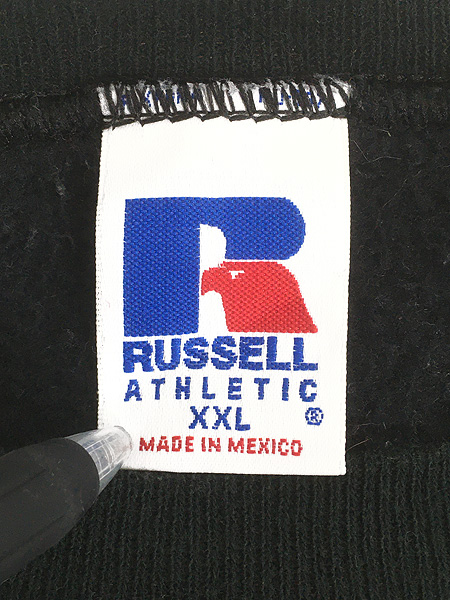 RUSSELL
ATHLETIC
XXL ®
MADE IN MEXICO